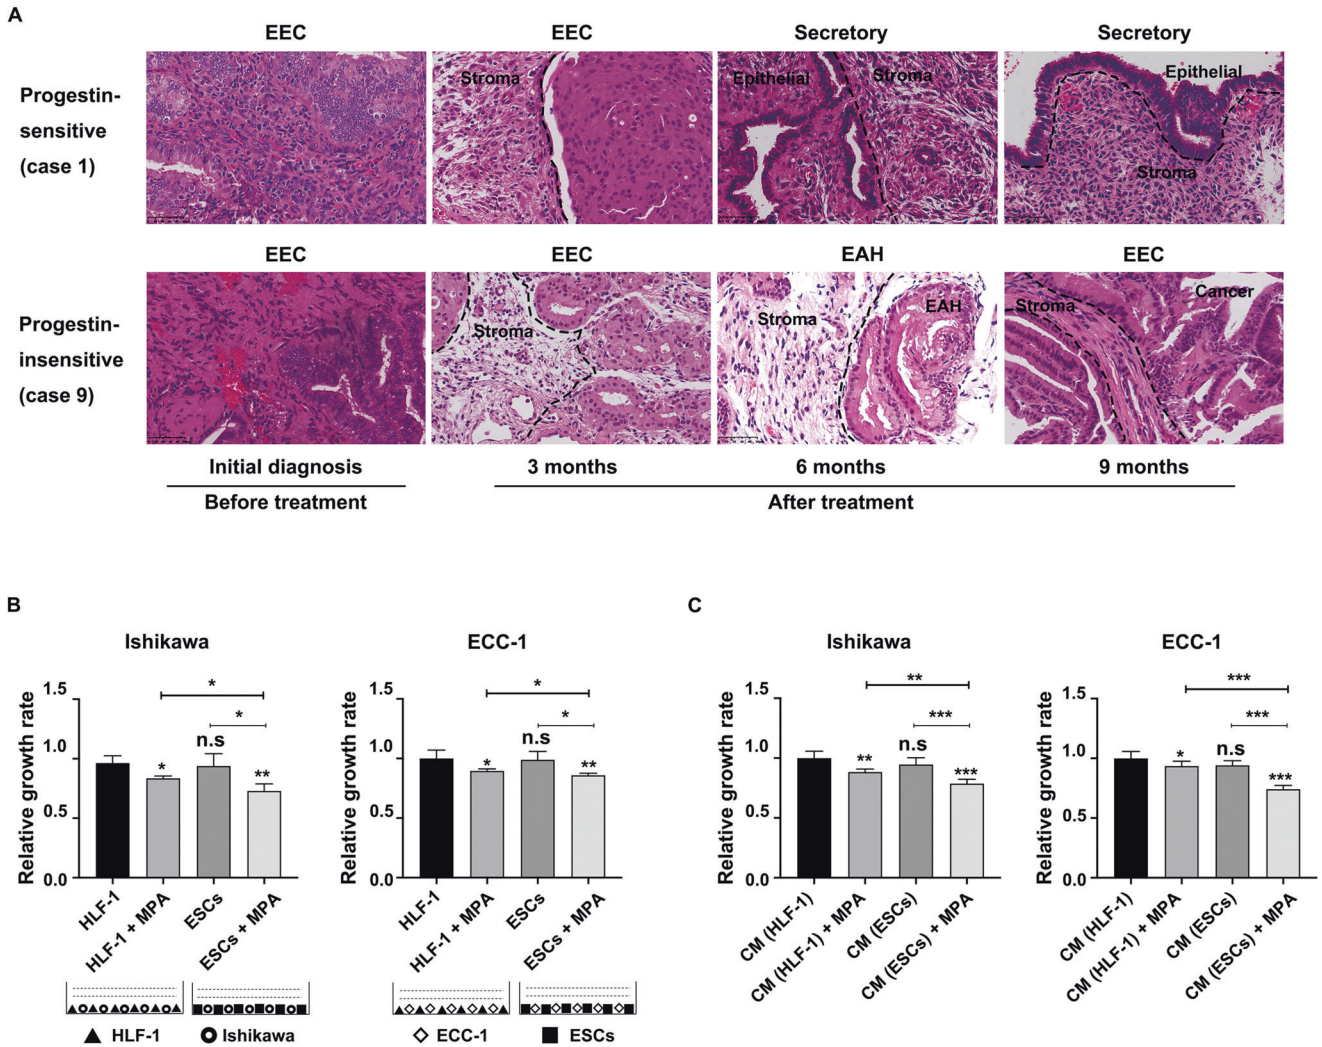 A
EEC
EEC
Secretory
Secretory
Progestin-
sensitive
(case 1)
Stroma
Epithelial
Stroma
Epithelial
Stroma
EEC
EEC
EAH
EEC
Progestin-
insensitive
(case 9)
Stroma
Stroma
EAH
Stroma
Cancer
Initial diagnosis
3 months
6 months
9 months
Before treatment
After treatment
B
Ishikawa
Relative growth rate
1.5
1.0
0.5
0.0
*
*
n.s
*
**
HLF-1
HLF-1 + MPA
ESCs
ESCs + MPA
ECC-1
Relative growth rate
1.5
1.0
0.5
0.0
*
*
n.s
*
**
HLF-1
HLF-1 + MPA
ESCs
ESCs + MPA
HLF-1
Ishikawa
ECC-1
ESCs
C
Ishikawa
Relative growth rate
1.5
1.0
0.5
0.0
**
***
n.s
**
***
CM (HLF-1)
CM (HLF-1) + MPA
CM (ESCs)
CM (ESCs) + MPA
ECC-1
Relative growth rate
1.5
1.0
0.5
0.0
***
***
n.s
*
***
CM (HLF-1)
CM (HLF-1) + MPA
CM (ESCs)
CM (ESCs) + MPA